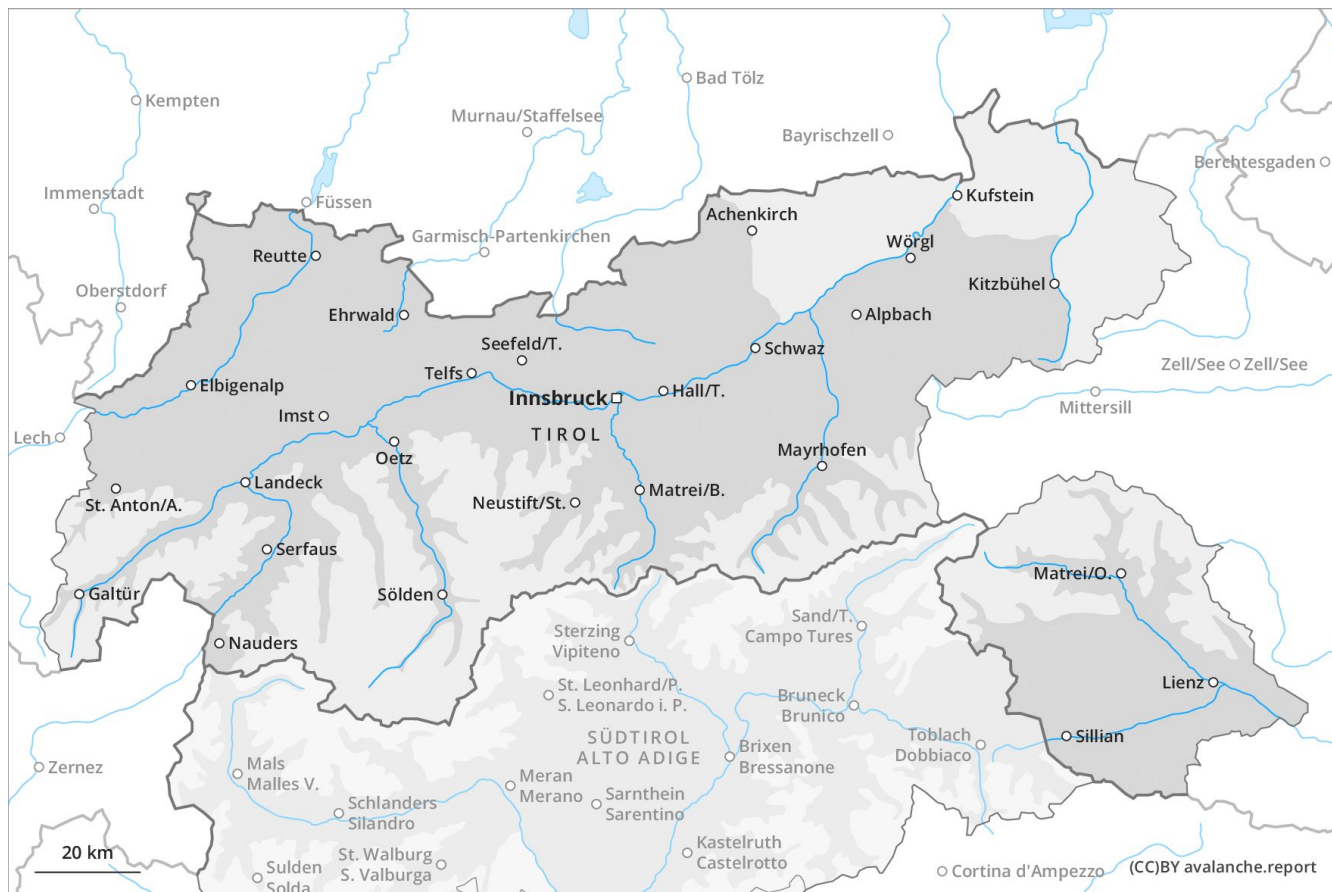 Bad Tölz
Kempten
Murnau/Staffelsee
Bayrischzell
Berchtesgaden
Immenstadt
Füssen
Kufstein
Achenkirch
Garmisch-Partenkirchen
Wörgl
Reutte
Kitzbühel
Oberstdorf
Ehrwald
Alpbach
Seefeld/T.
Schwaz
Telfs
Zell/See
Zell/See
Elbigenalp
Hall/T.
Innsbruck
Mittersill
Imst
TIROL
Lech
Oetz
Mayrhofen
Landeck
St. Anton/A.
Neustift/St.
Matrei/B.
Serfaus
Matrei/O.
Galtür
Sölden
Sand/T.
Campo Tures
Sterzing
Vipiteno
Nauders
Lienz
St. Leonhard/P.
S. Leonardo i. P.
Bruneck
Brunico
SÜDTIROL
ALTO ADIGE
Sillian
Toblach
Dobbiaco
Brixen
Bressanone
Zernez
Mals
Malles V.
Meran
Merano
Schlanders
Silandro
Sarnthein
Sarentino
Kastelruth
Castelrotto
20 km
St. Walburg
S. Valburga
Sulden
Solda
Cortina d'Ampezzo
(CC)BY avalanche.report